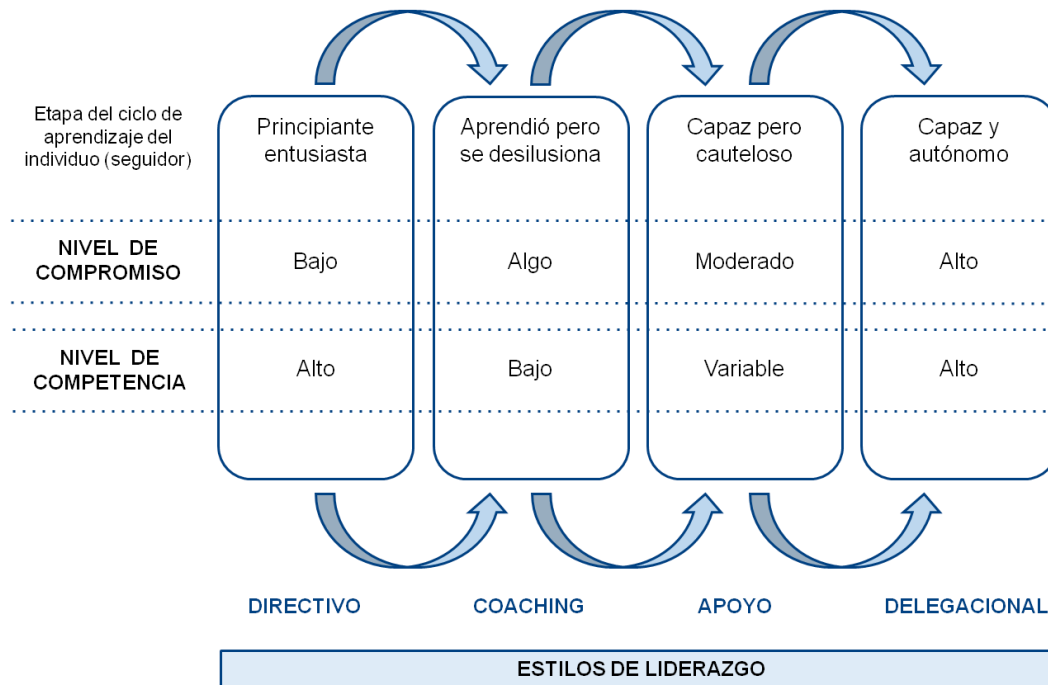 Etapa del ciclo de
aprendizaje del
individuo (seguidor)
Principiante
entusiasta
Aprendió pero
se desilusiona
Capaz pero
cauteloso
Capaz y
autónomo
NIVEL DE
COMPROMISO
Bajo
Algo
Moderado
Alto
NIVEL DE
COMPETENCIA
Alto
Bajo
Variable
Alto
DIRECTIVO
COACHING
APOYO
DELEGACIONAL
ESTILOS DE LIDERAZGO